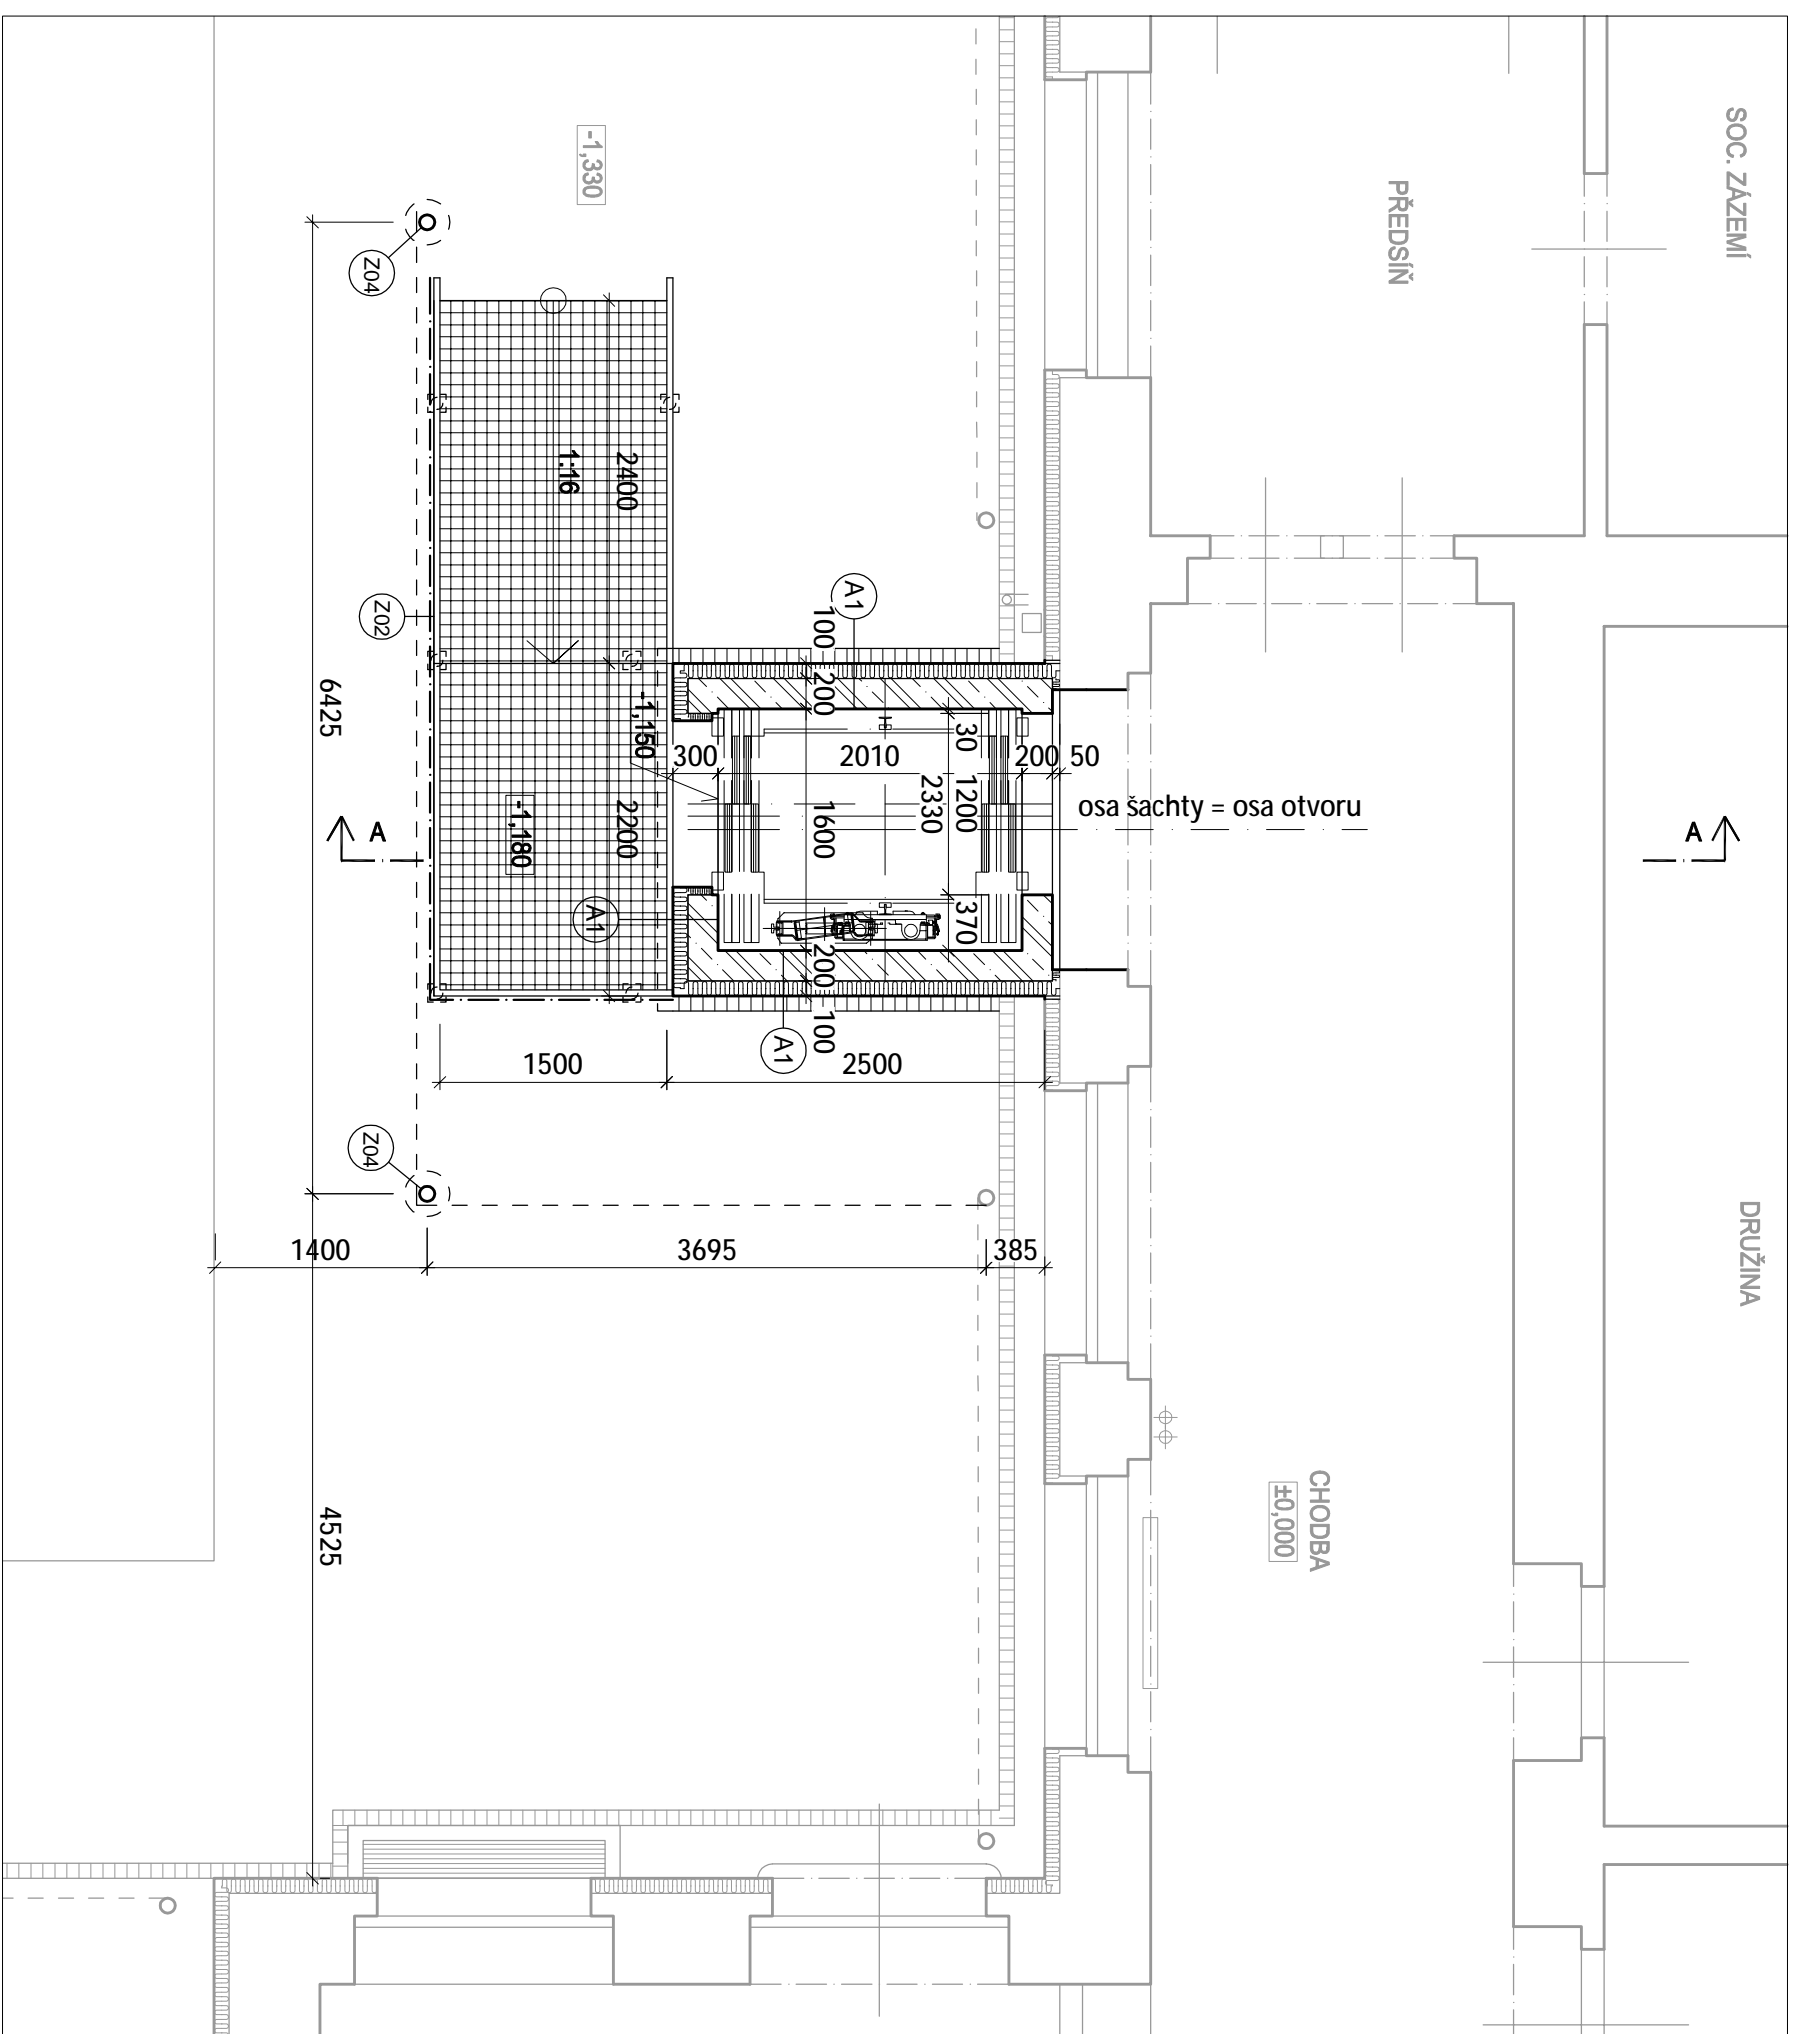 SOC. ZÁZEMÍ
PŘEDSÍŇ
-1,330
Z04
1:16
2400
A1
100
Z02
200
6425
-1,150
300
2010
200
50
30
1200
2330
1600
2200
osa šachty = osa otvoru
A
A
-1,180
A1
370
200
100
A1
1500
2500
Z04
1400
3695
385
DRUŽINA
CHODBA
±0,000
4525